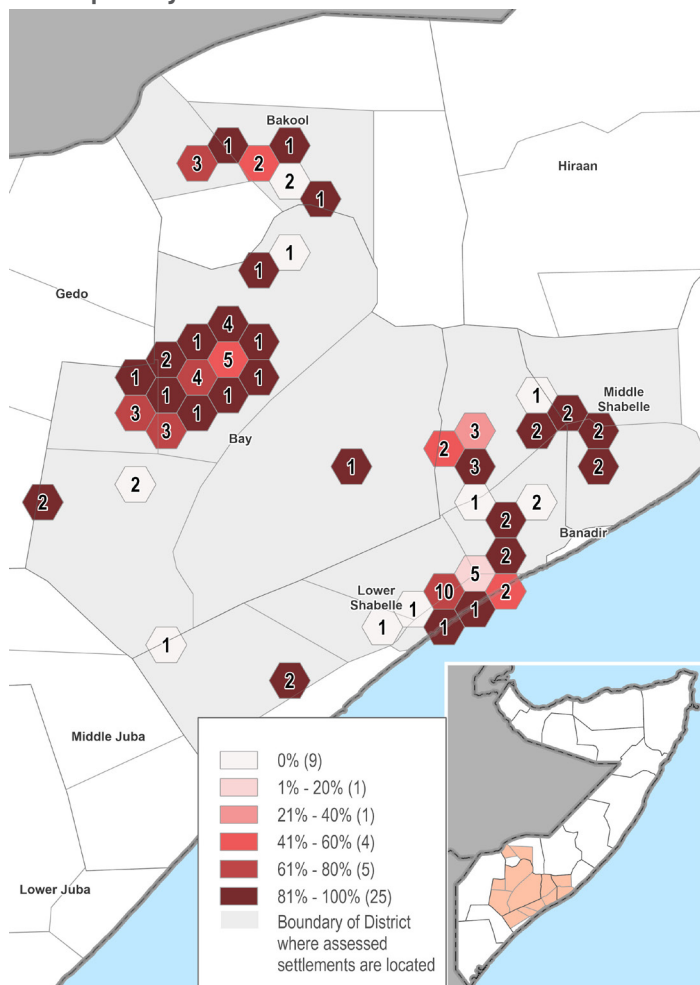 Bakool
1 1
3 2
Hiraan
2
1
1
1
Gedo
4
1 1
2 5
1 4 1
1 1 1
Middle
Shabelle
3 1 2
3 3 2 2
Bay
2
1 3 2
2
2 1 2
2
Banadir
2
5
Lower
Shabelle
10 2
1 1
1 1
1
2
Middle Juba
Lower Juba
0% (9)
1% - 20% (1)
21% - 40% (1)
41% - 60% (4)
61% - 80% (5)
81% - 100% (25)
Boundary of District
where assessed
settlements are located